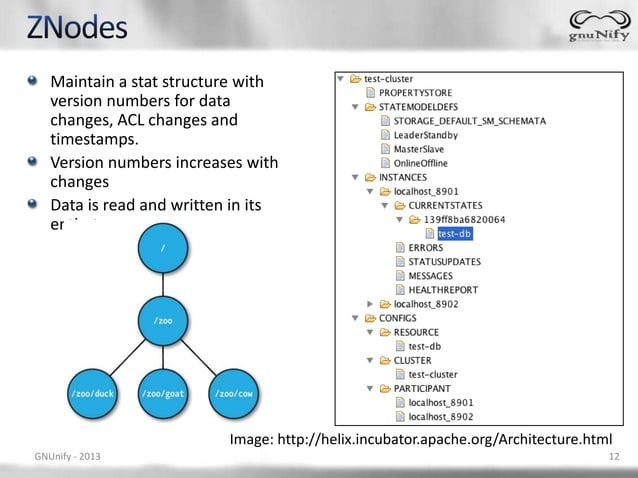 ZNodes
gnuNify
Maintain a stat structure with
version numbers for data
changes, ACL changes and
timestamps.
Version numbers increases with
changes
Data is read and written in its
/
/zoo
/zoo/duck
/zoo/goat
/zoo/cow
test-cluster
PROPERTYSTORE
STATEMODELDEFS
STORAGE_DEFAULT_SM_SCHEMATA
LeaderStandby
MasterSlave
OnlineOffline
INSTANCES
localhost_8901
CURRENTSTATES
139ff8ba6820064
test-db
ERRORS
STATUSUPDATES
MESSAGES
HEALTHREPORT
localhost_8902
CONFIGS
RESOURCE
test-db
CLUSTER
test-cluster
PARTICIPANT
localhost_8901
localhost_8902
Image: http://helix.incubator.apache.org/Architecture.html
GNUnify - 2013
12